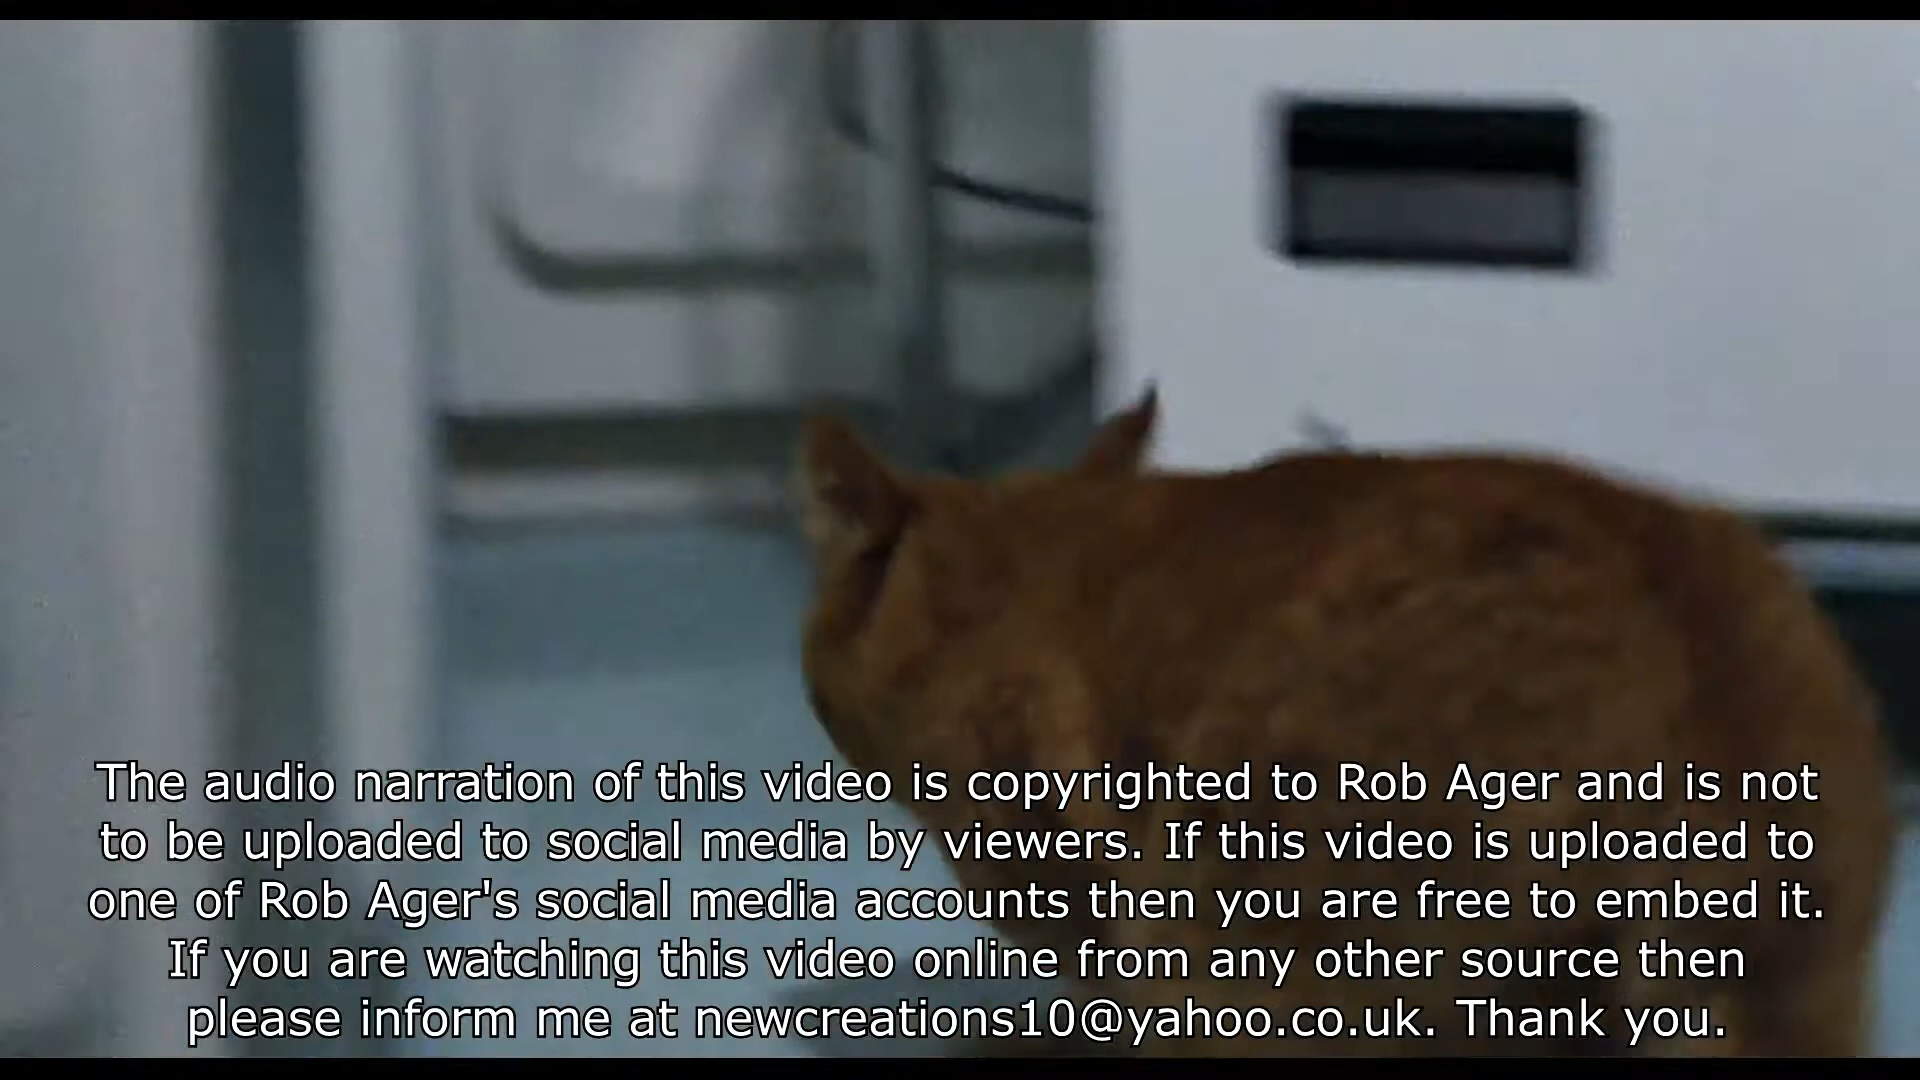 The audio narration of this video is copyrighted to Rob Ager and is not
to be uploaded to social media by viewers. If this video is uploaded to
one of Rob Ager's social media accounts then you are free to embed it.
If you are watching this video online from any other source then
please inform me at newcreations10@yahoo.co.uk. Thank you.